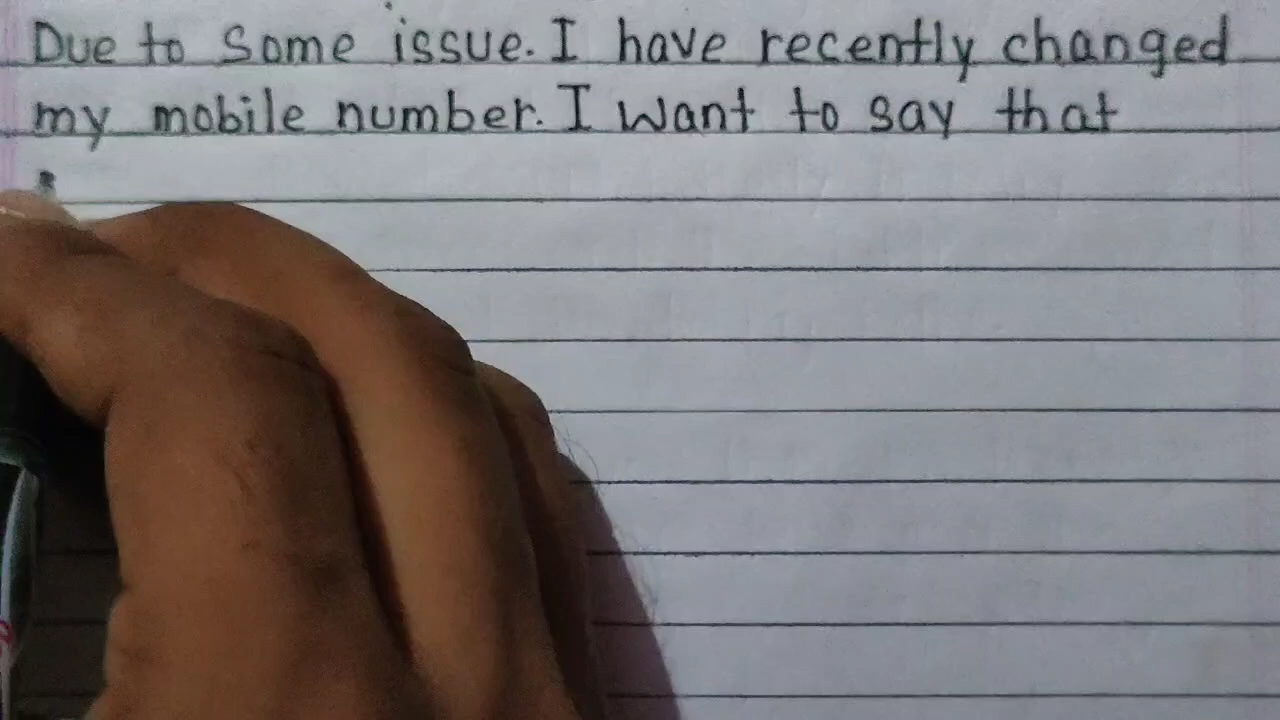 Due to some issue. I have recently changed
my mobile number. I want to say that